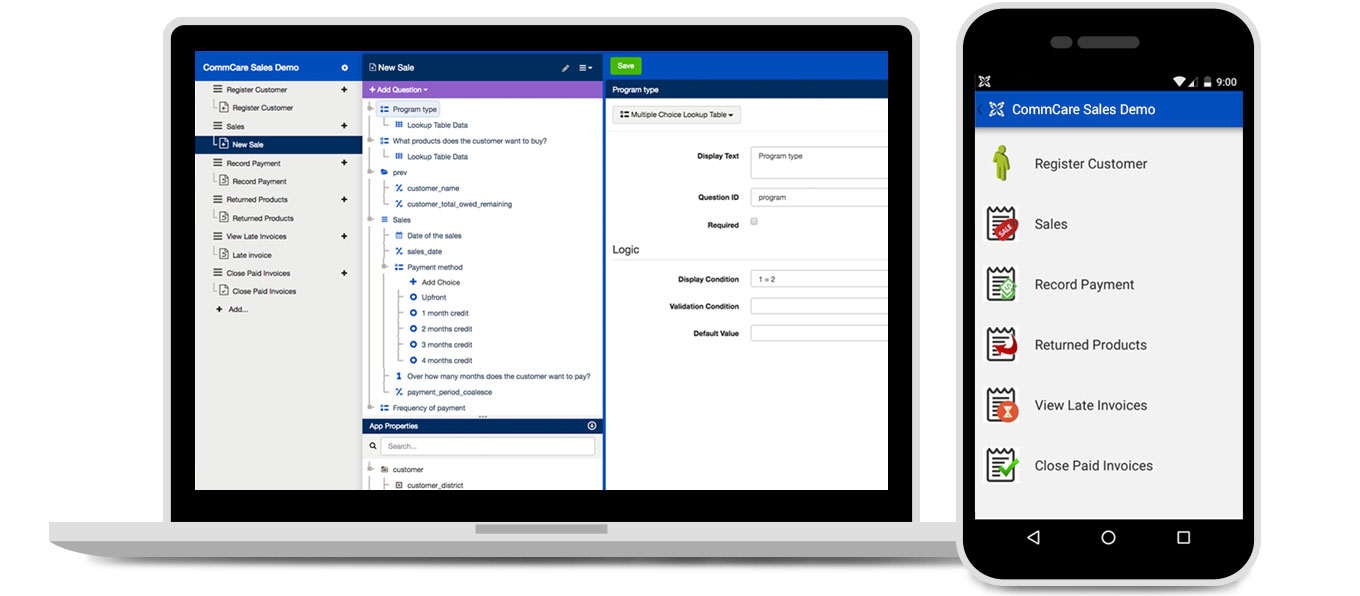 CommCare Sales Demo
Register Customer
Register Customer
Sales
New Sale
Record Payment
Record Payment
Returned Products
Returned Products
View Late Invoices
Late invoice
Close Paid Invoices
Close Paid Invoices
Add...
New Sale
+ Add Question
Program type
Lookup Table Data
What products does the customer want to buy?
Lookup Table Data
prev
customer_name
customer_total_owed_remaining
Sales
Date of the sales
sales_date
Payment method
Add Choice
Upfront
1 month credit
2 months credit
3 months credit
4 months credit
1 Over how many months does the customer want to pay?
payment_period_coalesce
Frequency of payment
App Properties
Search...
customer
customer_district
Save
Program type
Multiple Choice Lookup Table
Display Text Program type
Question ID program
Required
Logic
Display Condition 1 = 2
Validation Condition
Default Value
9:00
CommCare Sales Demo
Register Customer
SALE Sales
Record Payment
Returned Products
View Late Invoices
Close Paid Invoices